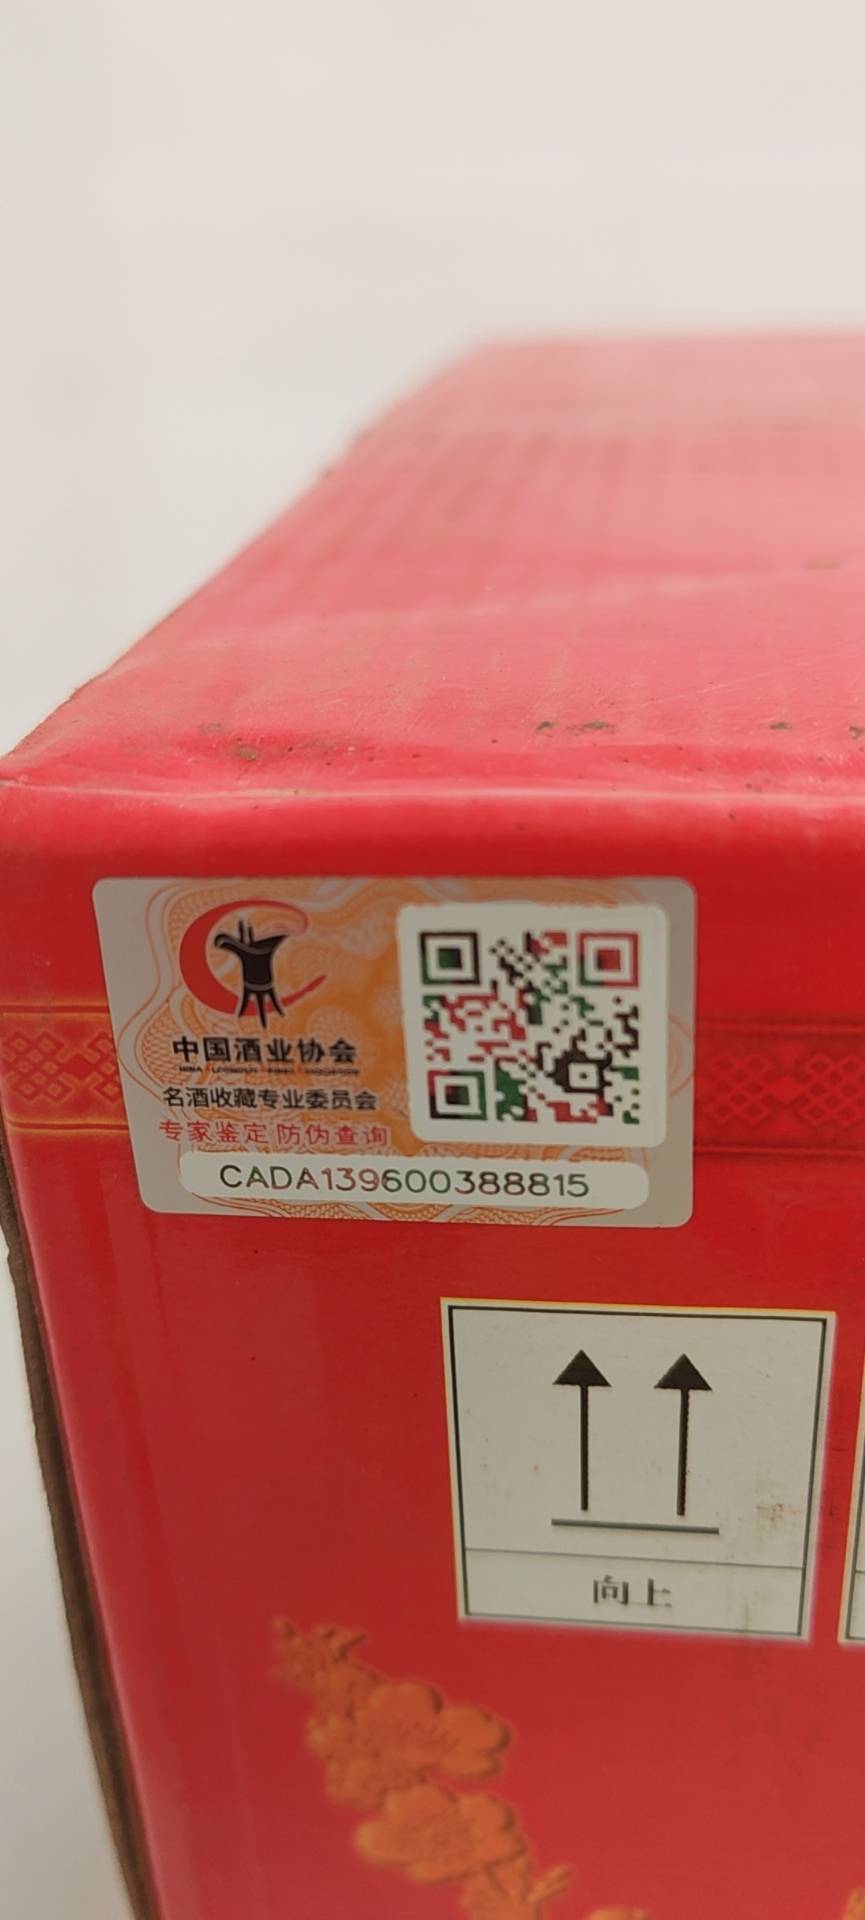 中国酒业协会
名酒收藏专业委员会
专家鉴定 防伪查询
CADA139600388815
向上